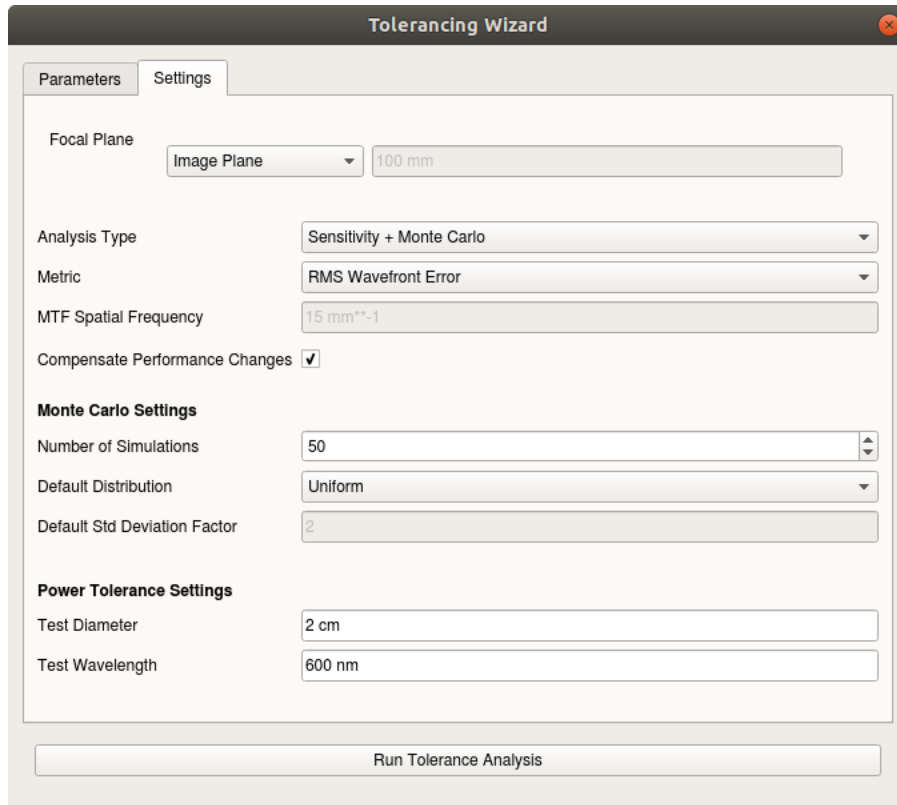 Tolerancing Wizard
Parameters Settings
Focal Plane
Image Plane 100 mm
Analysis Type Sensitivity + Monte Carlo
Metric RMS Wavefront Error
MTF Spatial Frequency 15 mm**-1
Compensate Performance Changes
Monte Carlo Settings
Number of Simulations 50
Default Distribution Uniform
Default Std Deviation Factor 2
Power Tolerance Settings
Test Diameter 2 cm
Test Wavelength 600 nm
Run Tolerance Analysis